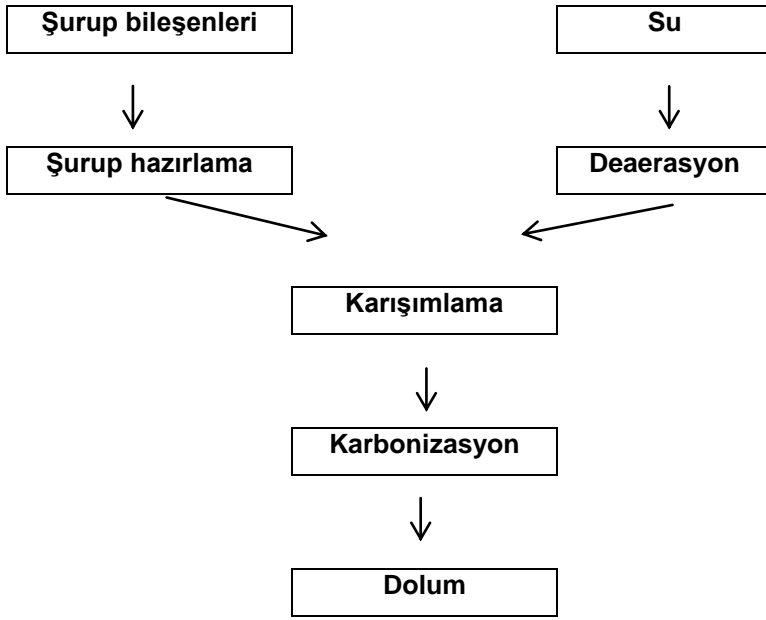 Şurup bileşenleri
Su
Şurup hazırlama
Deaerasyon
Karışımlama
Karbonizasyon
Dolum